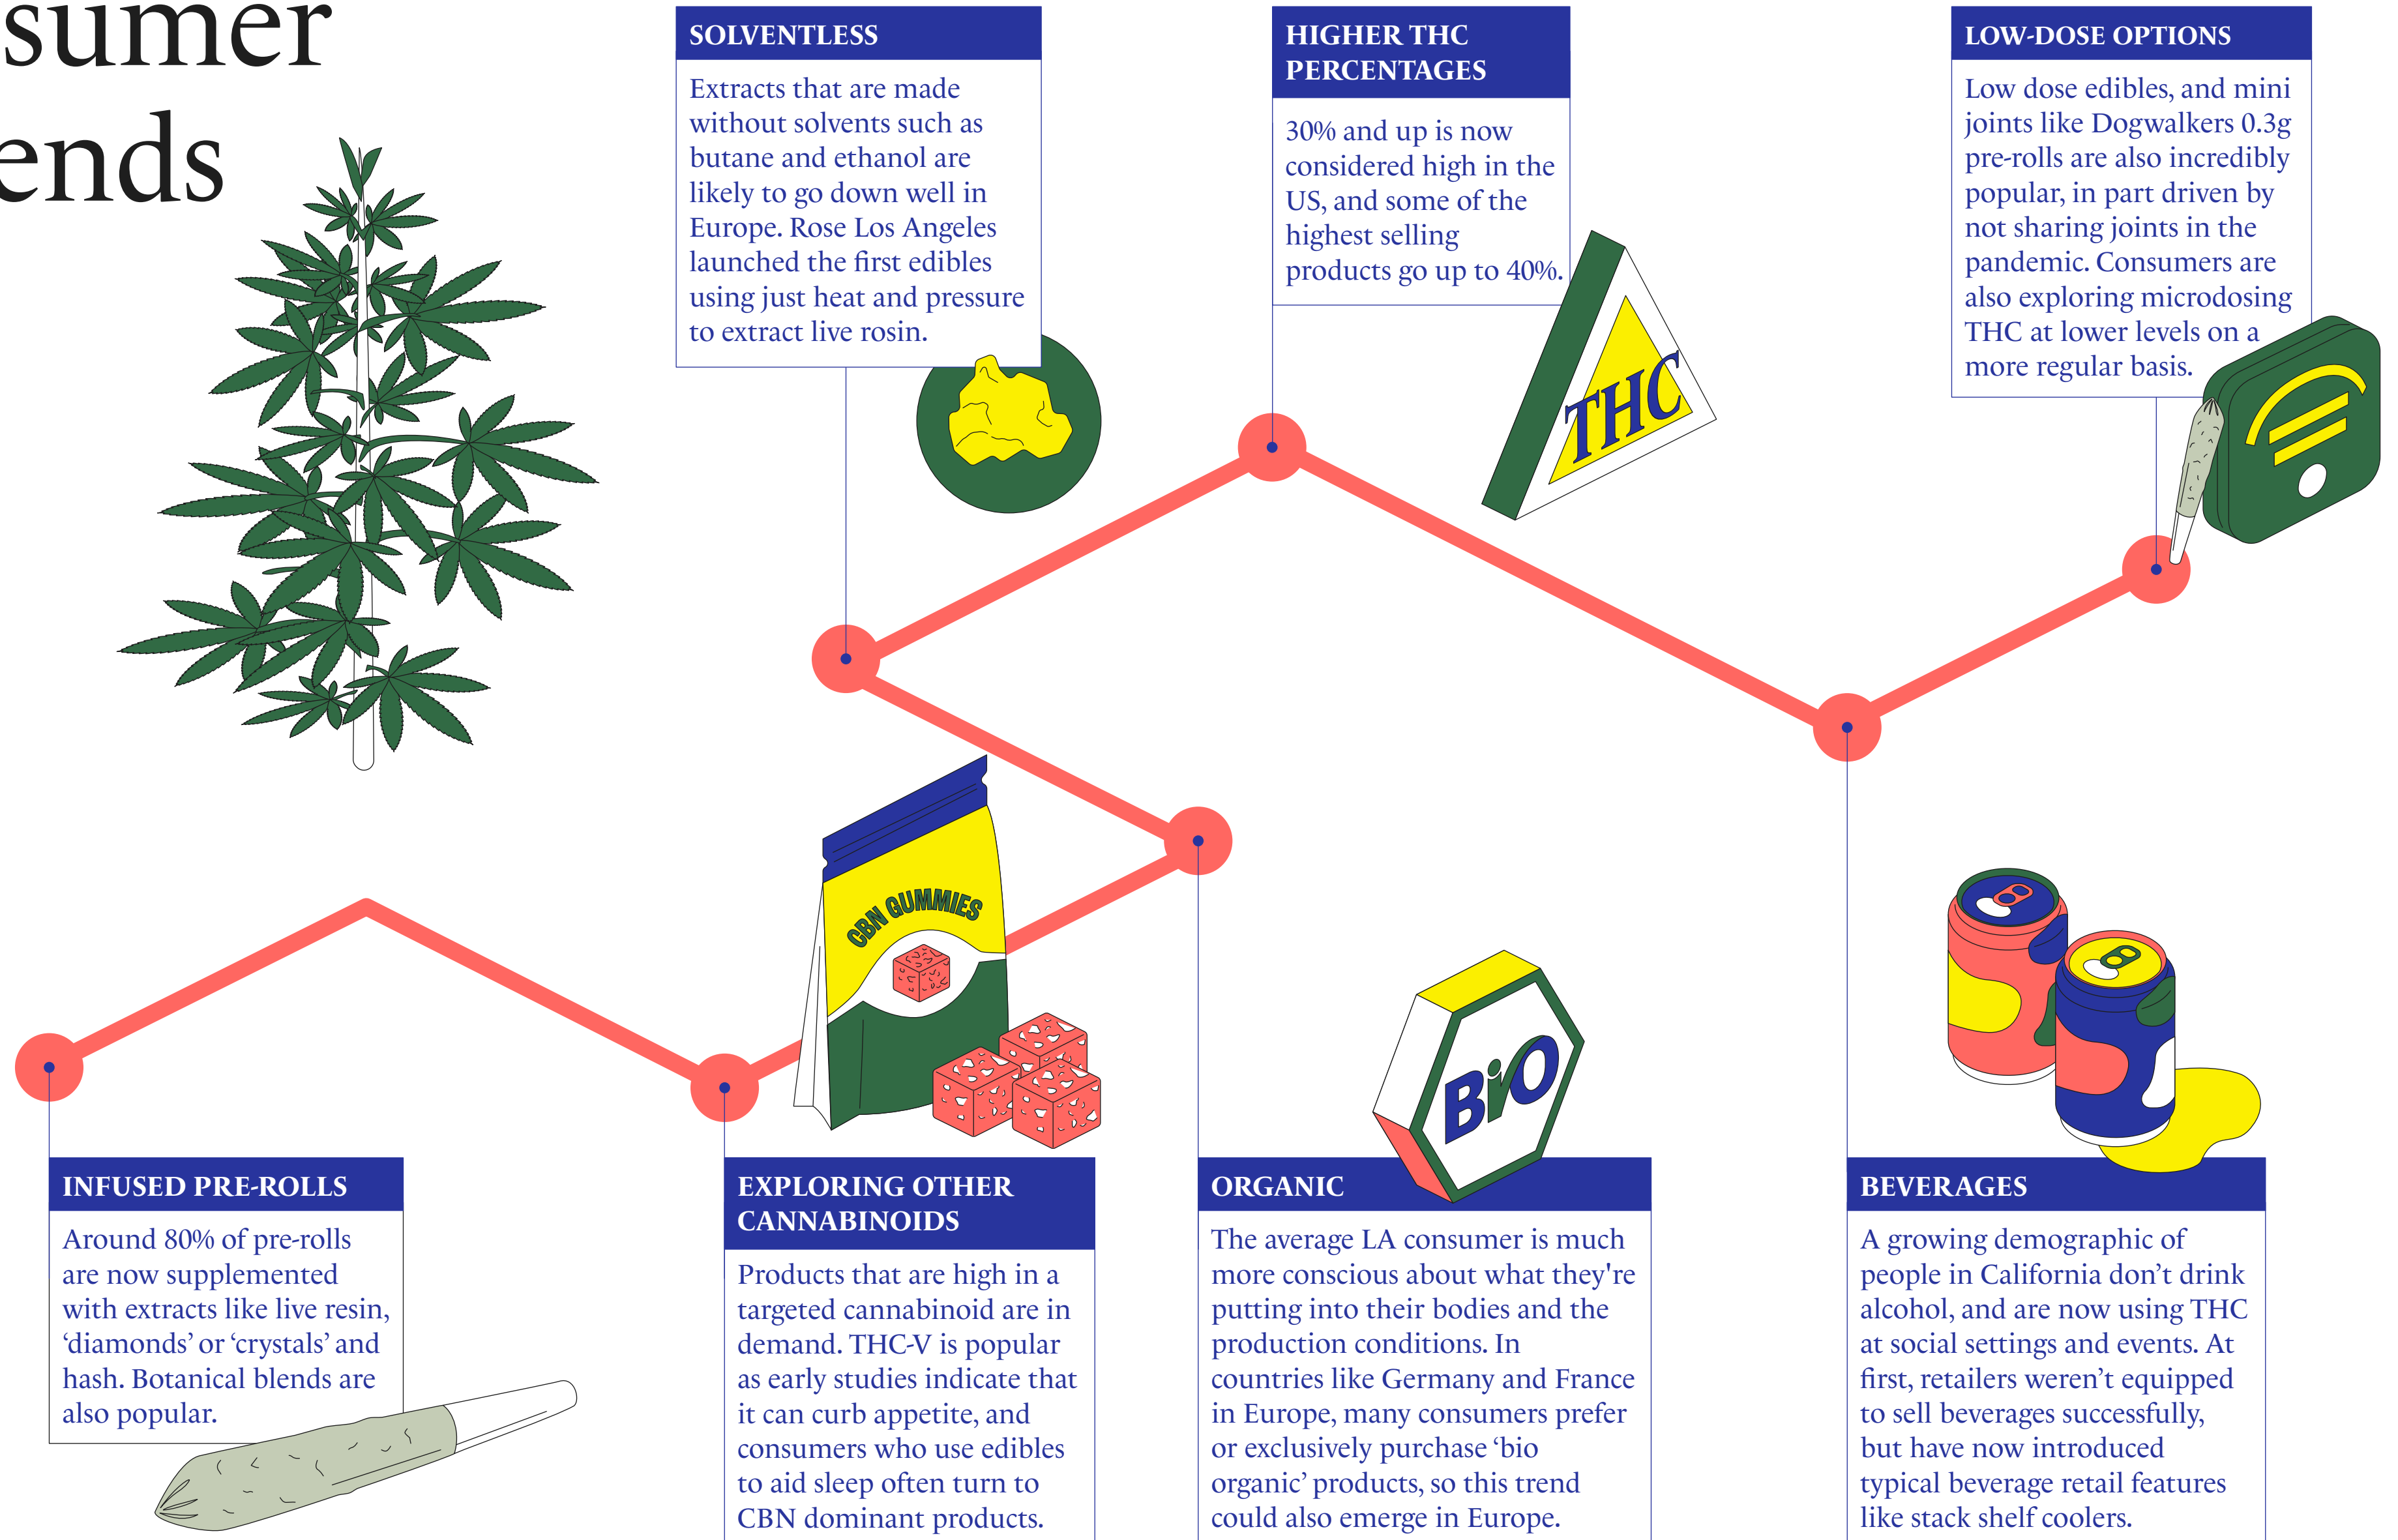 sumer
ends
SOLVENTLESS
Extracts that are made
without solvents such as
butane and ethanol are
likely to go down well in
Europe. Rose Los Angeles
launched the first edibles
using just heat and pressure
to extract live rosin.
HIGHER THC
PERCENTAGES
30% and up is now
considered high in the
US, and some of the
highest selling
products go up to 40%.
THC
LOW-DOSE OPTIONS
Low dose edibles, and mini
joints like Dogwalkers 0.3g
pre-rolls are also incredibly
popular, in part driven by
not sharing joints in the
pandemic. Consumers are
also exploring microdosing
THC at lower levels on a
more regular basis.
CBN GUMMIES
BiO
INFUSED PRE-ROLLS
Around 80% of pre-rolls
are now supplemented
with extracts like live resin,
‘diamonds’ or ‘crystals’ and
hash. Botanical blends are
also popular.
EXPLORING OTHER
CANNABINOIDS
Products that are high in a
targeted cannabinoid are in
demand. THC-V is popular
as early studies indicate that
it can curb appetite, and
consumers who use edibles
to aid sleep often turn to
CBN dominant products.
ORGANIC
The average LA consumer is much
more conscious about what they're
putting into their bodies and the
production conditions. In
countries like Germany and France
in Europe, many consumers prefer
or exclusively purchase ‘bio
organic’ products, so this trend
could also emerge in Europe.
BEVERAGES
A growing demographic of
people in California don’t drink
alcohol, and are now using THC
at social settings and events. At
first, retailers weren’t equipped
to sell beverages successfully,
but have now introduced
typical beverage retail features
like stack shelf coolers.